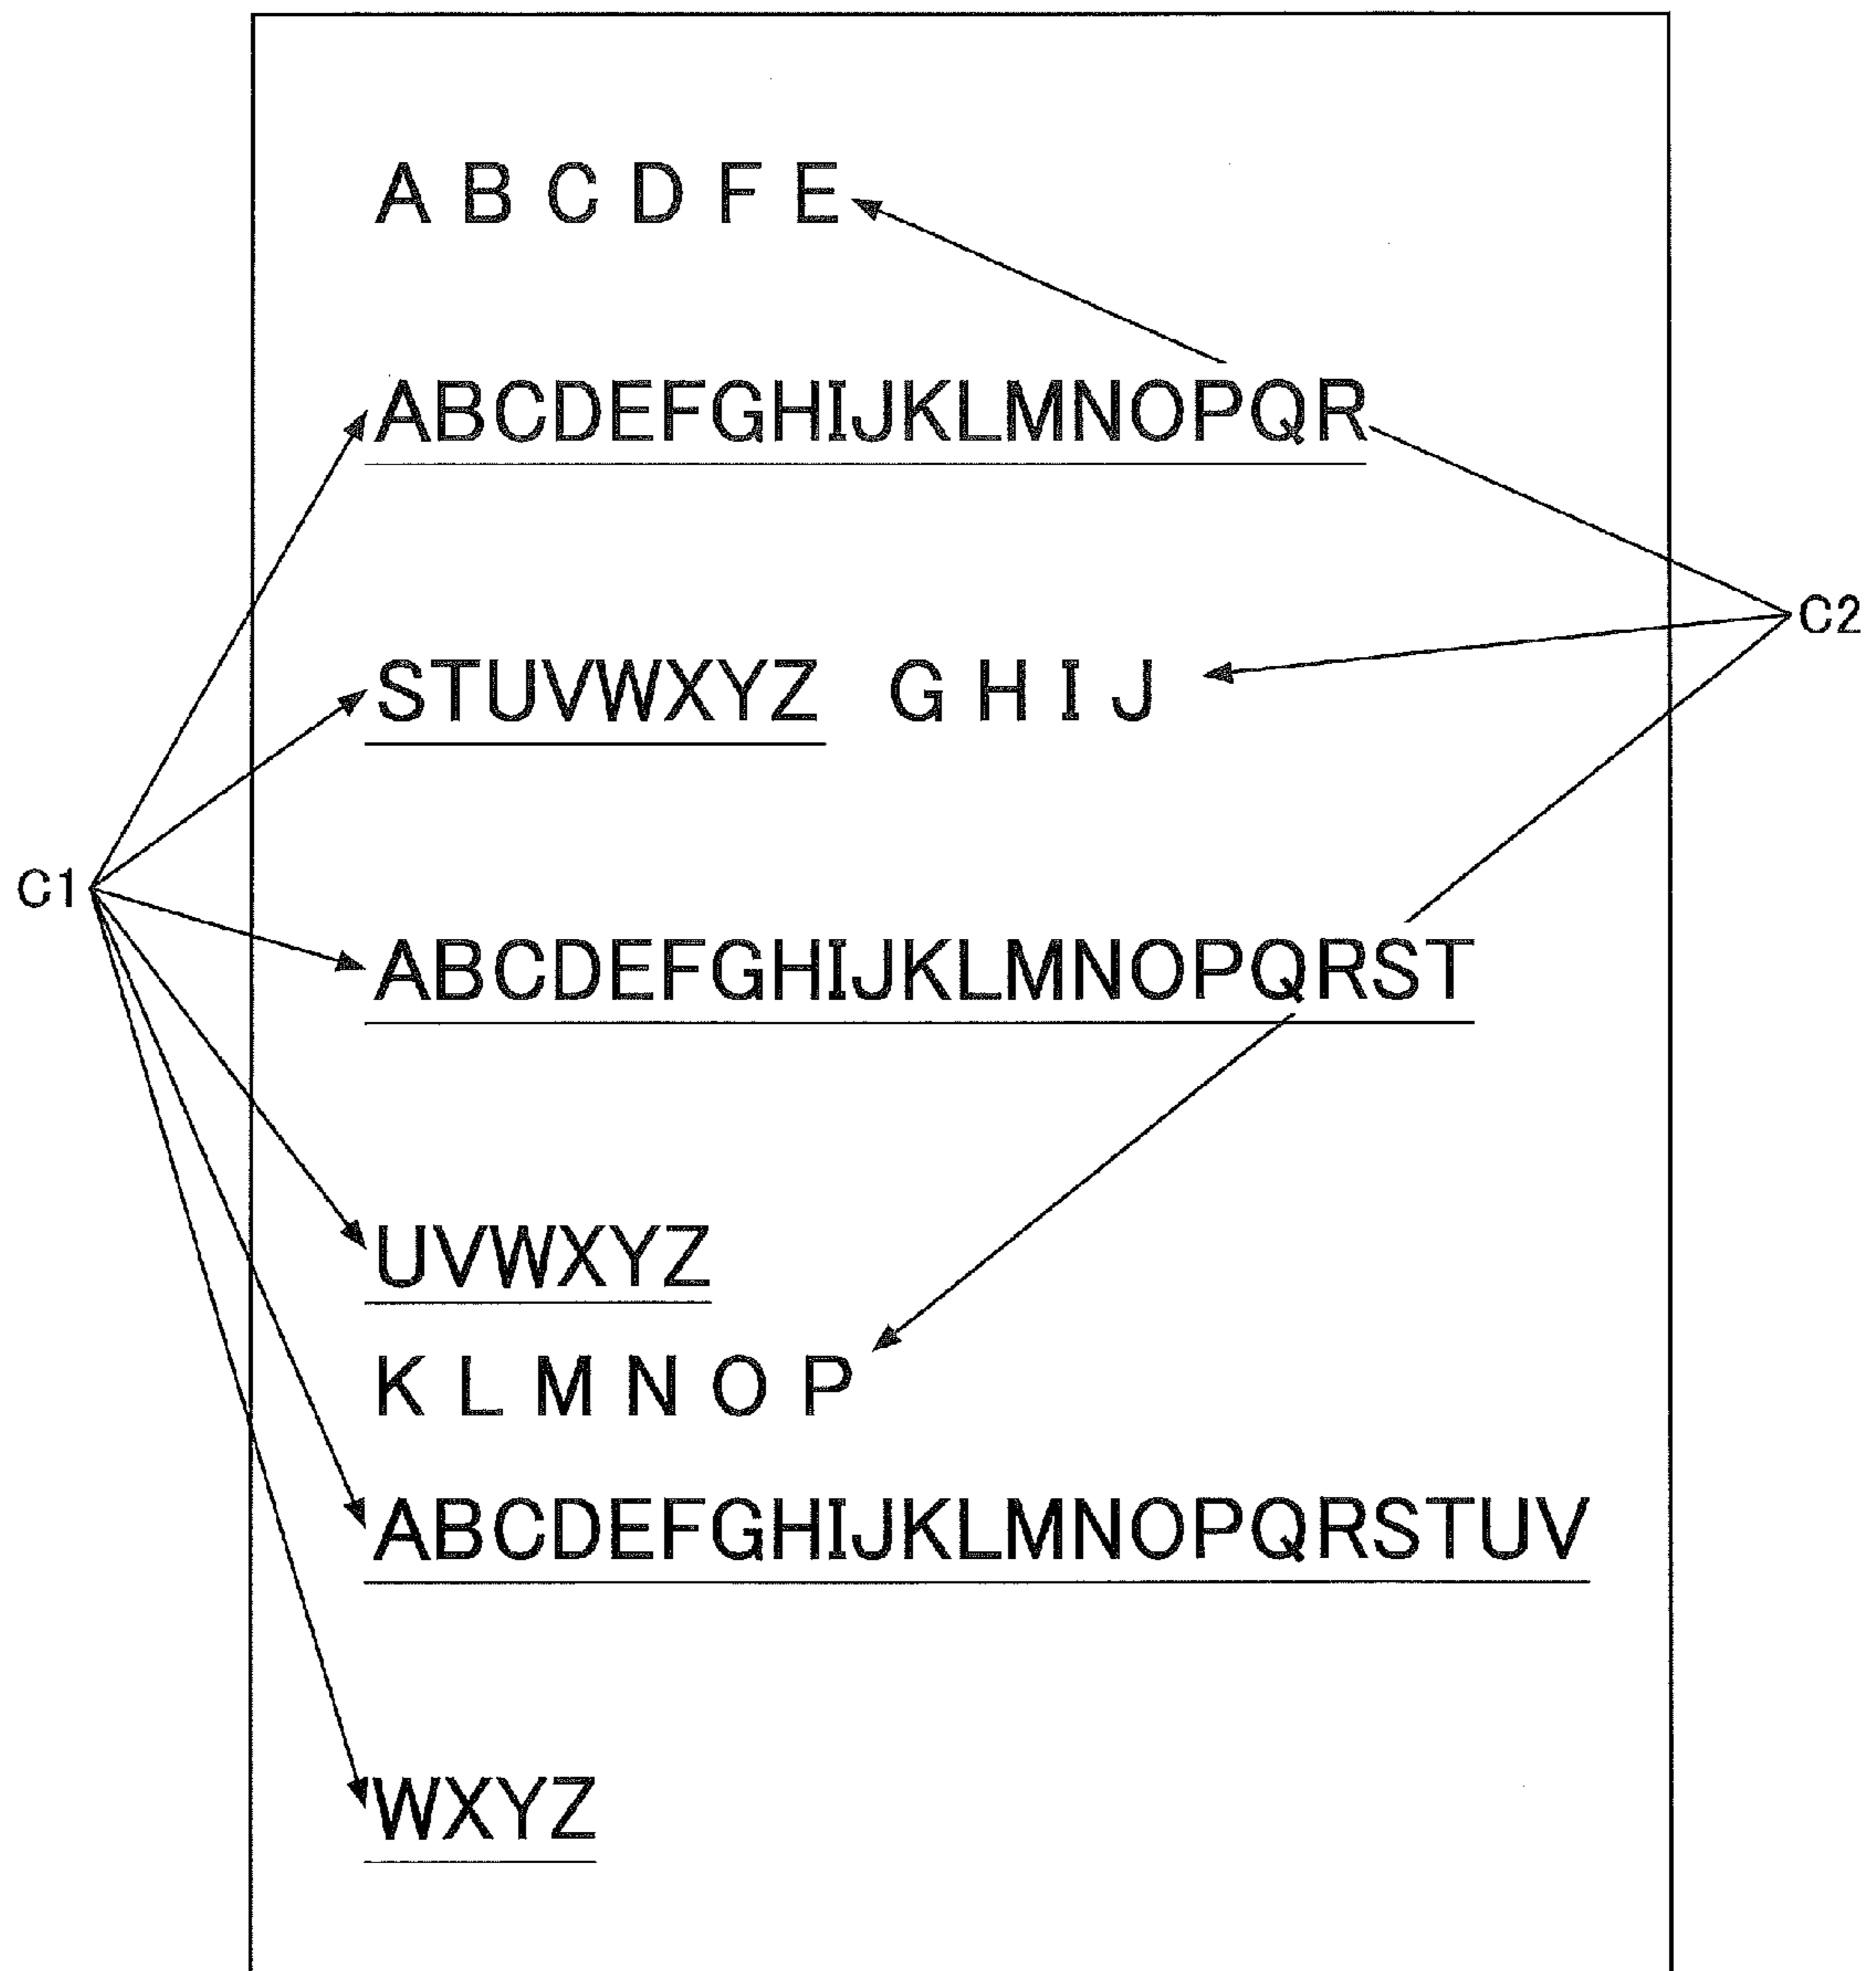 A B C D F E
ABCDEFGHIJKLMNOPQR
C2
STUVWXYZ G H I J
C1
ABCDEFGHIJKLMNOPQRST
UVWXYZ
K L M N O P
ABCDEFGHIJKLMNOPQRSTUV
WXYZ